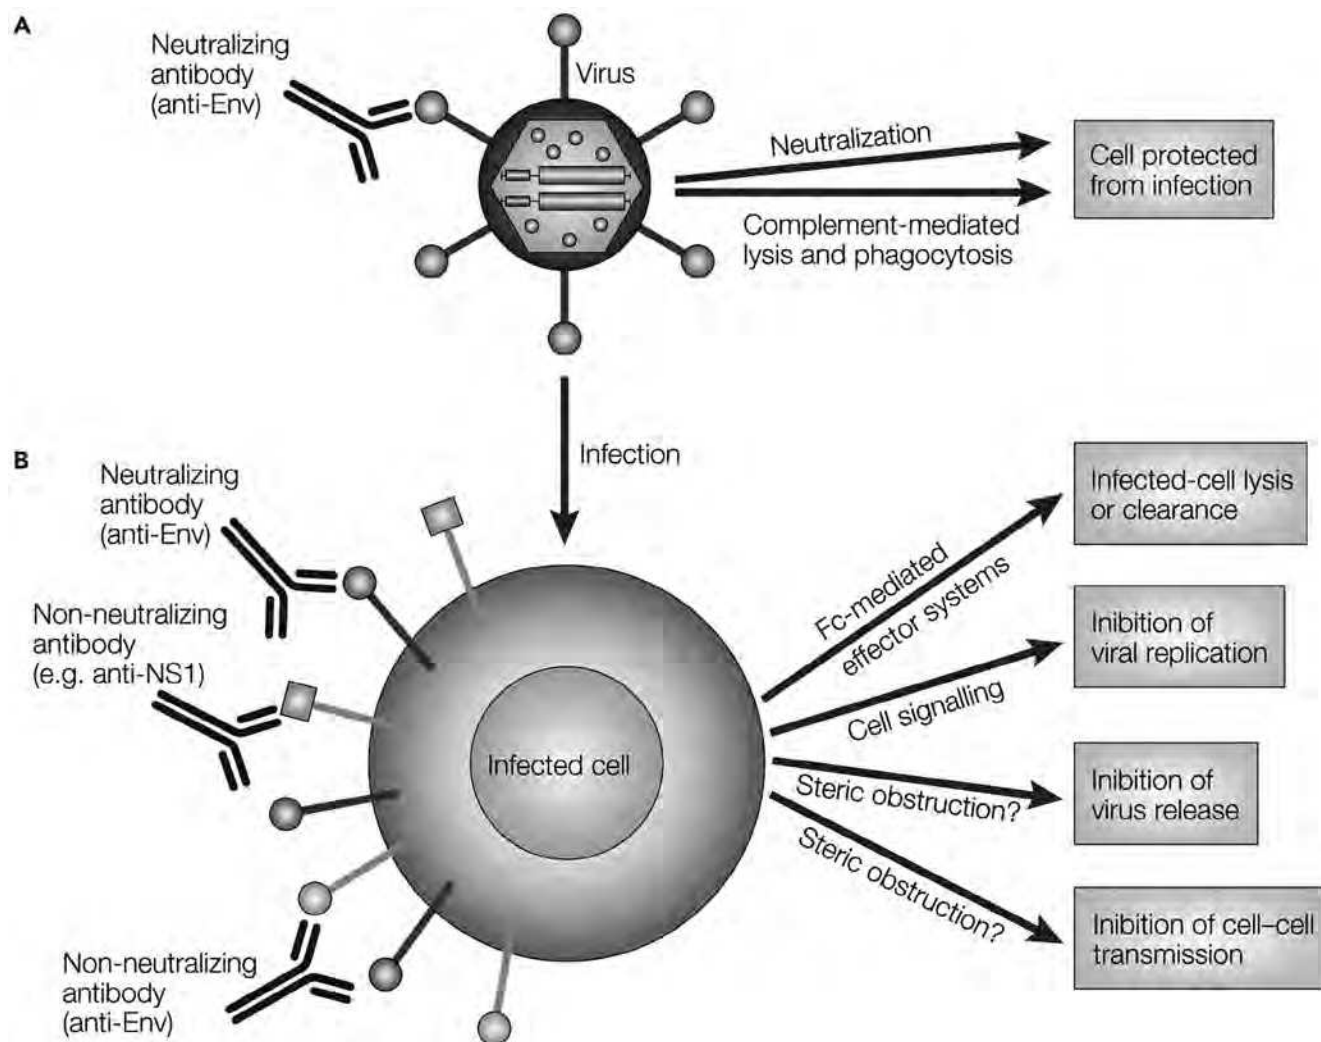 A
Neutralizing
antibody
(anti-Env)
Virus
Neutralization
Complement-mediated
lysis and phagocytosis
Cell protected
from infection
Infection
B
Neutralizing
antibody
(anti-Env)
Non-neutralizing
antibody
(e.g. anti-NS1)
Non-neutralizing
antibody
(anti-Env)
Infected cell
Fc-mediated
effector systems
Cell signalling
Steric obstruction?
Steric obstruction?
Infected-cell lysis
or clearance
Inibition of
viral replication
Inibition of
virus release
Inibition of cell–cell
transmission